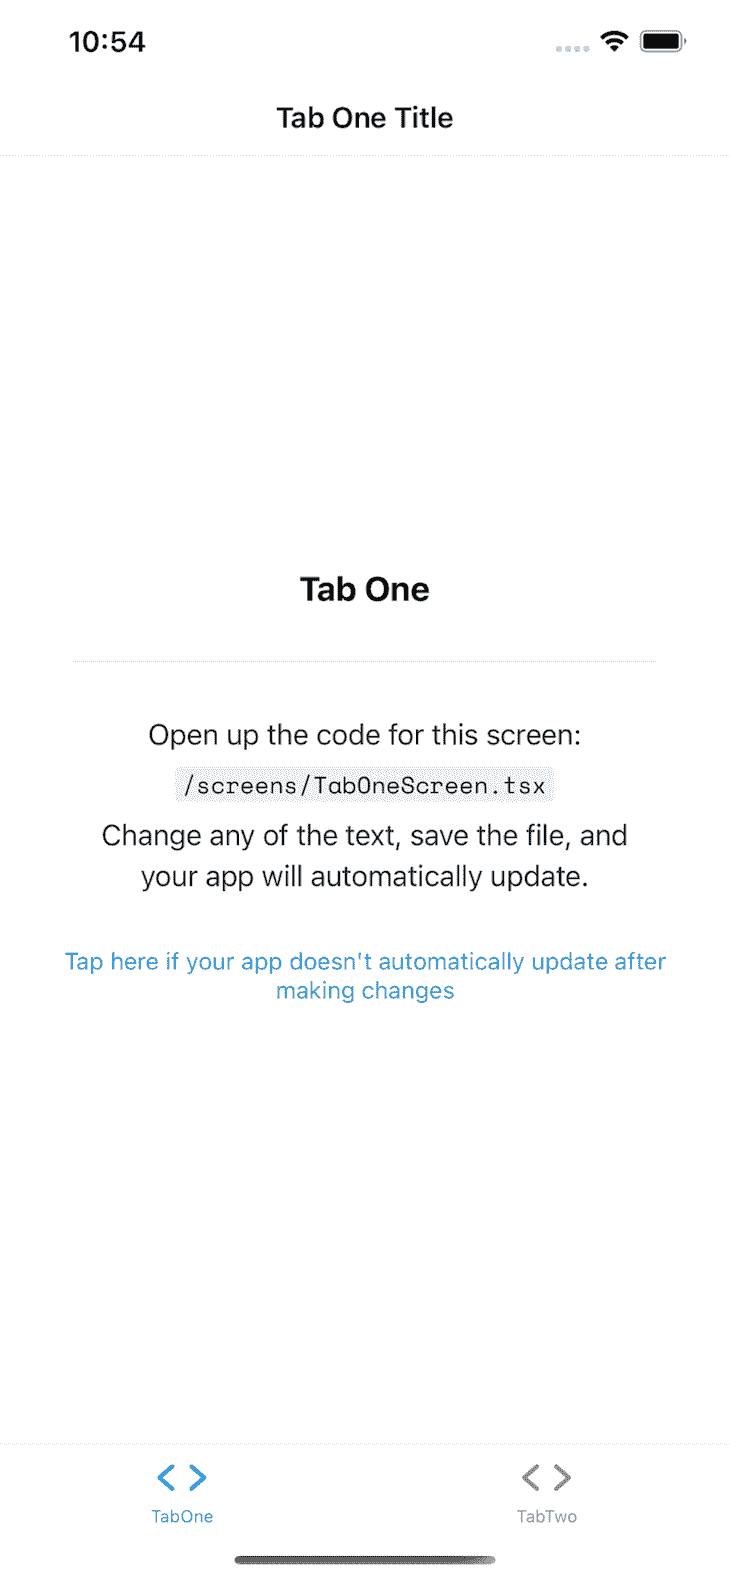 10:54
Tab One Title
Tab One
Open up the code for this screen:
/screens/TabOneScreen.tsx
Change any of the text, save the file, and
your app will automatically update.
Tap here if your app doesn't automatically update after
making changes
TabOne
TabTwo